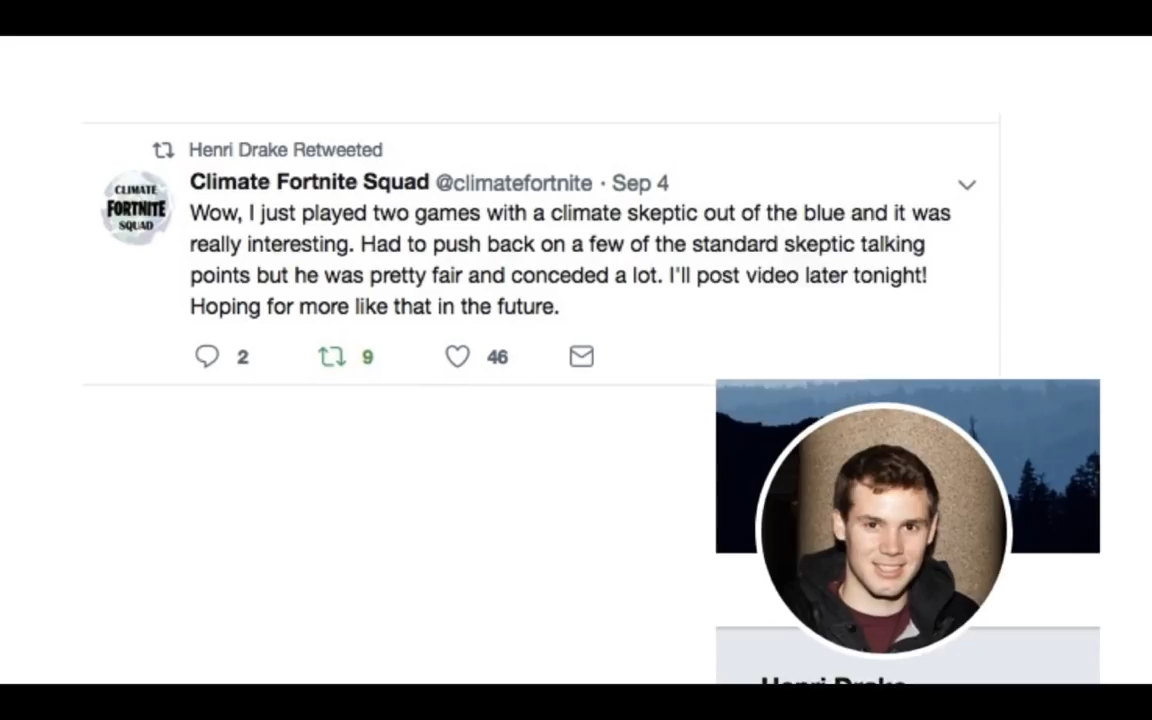 Henri Drake Retweeted
CLIMATE
FORTNITE
SQUAD
Climate Fortnite Squad @climatefortnite · Sep 4
Wow, I just played two games with a climate skeptic out of the blue and it was
really interesting. Had to push back on a few of the standard skeptic talking
points but he was pretty fair and conceded a lot. I'll post video later tonight!
Hoping for more like that in the future.
2 9 46
Henri Drake